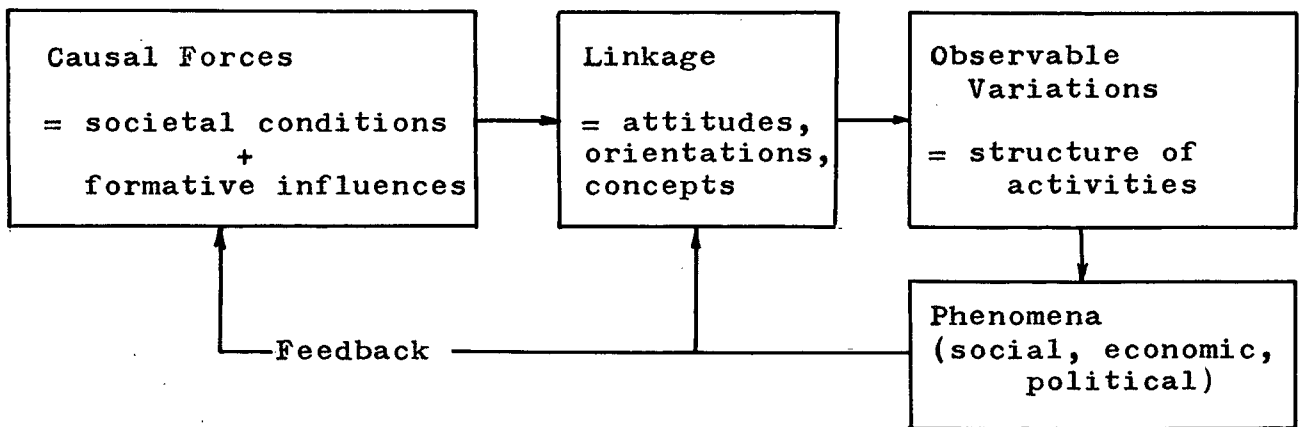 Causal Forces
= societal conditions
+
formative influences
Linkage
= attitudes,
orientations,
concepts
Observable
Variations
= structure of
activities
Phenomena
(social, economic,
political)
Feedback